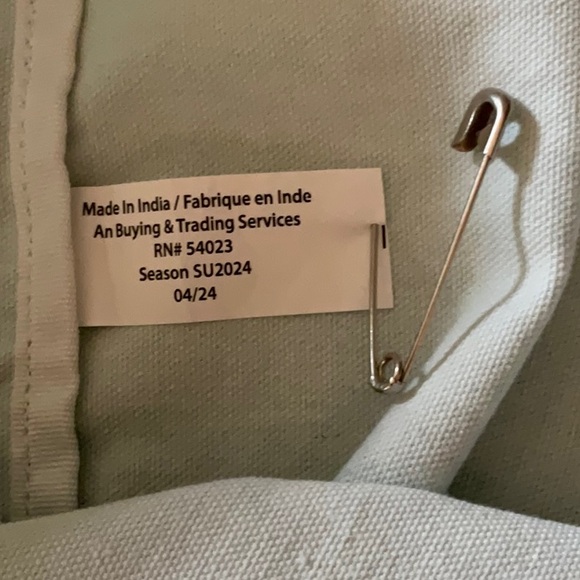 Made In India / Fabrique en Inde
An Buying & Trading Services
RN# 54023
Season SU2024
04/24